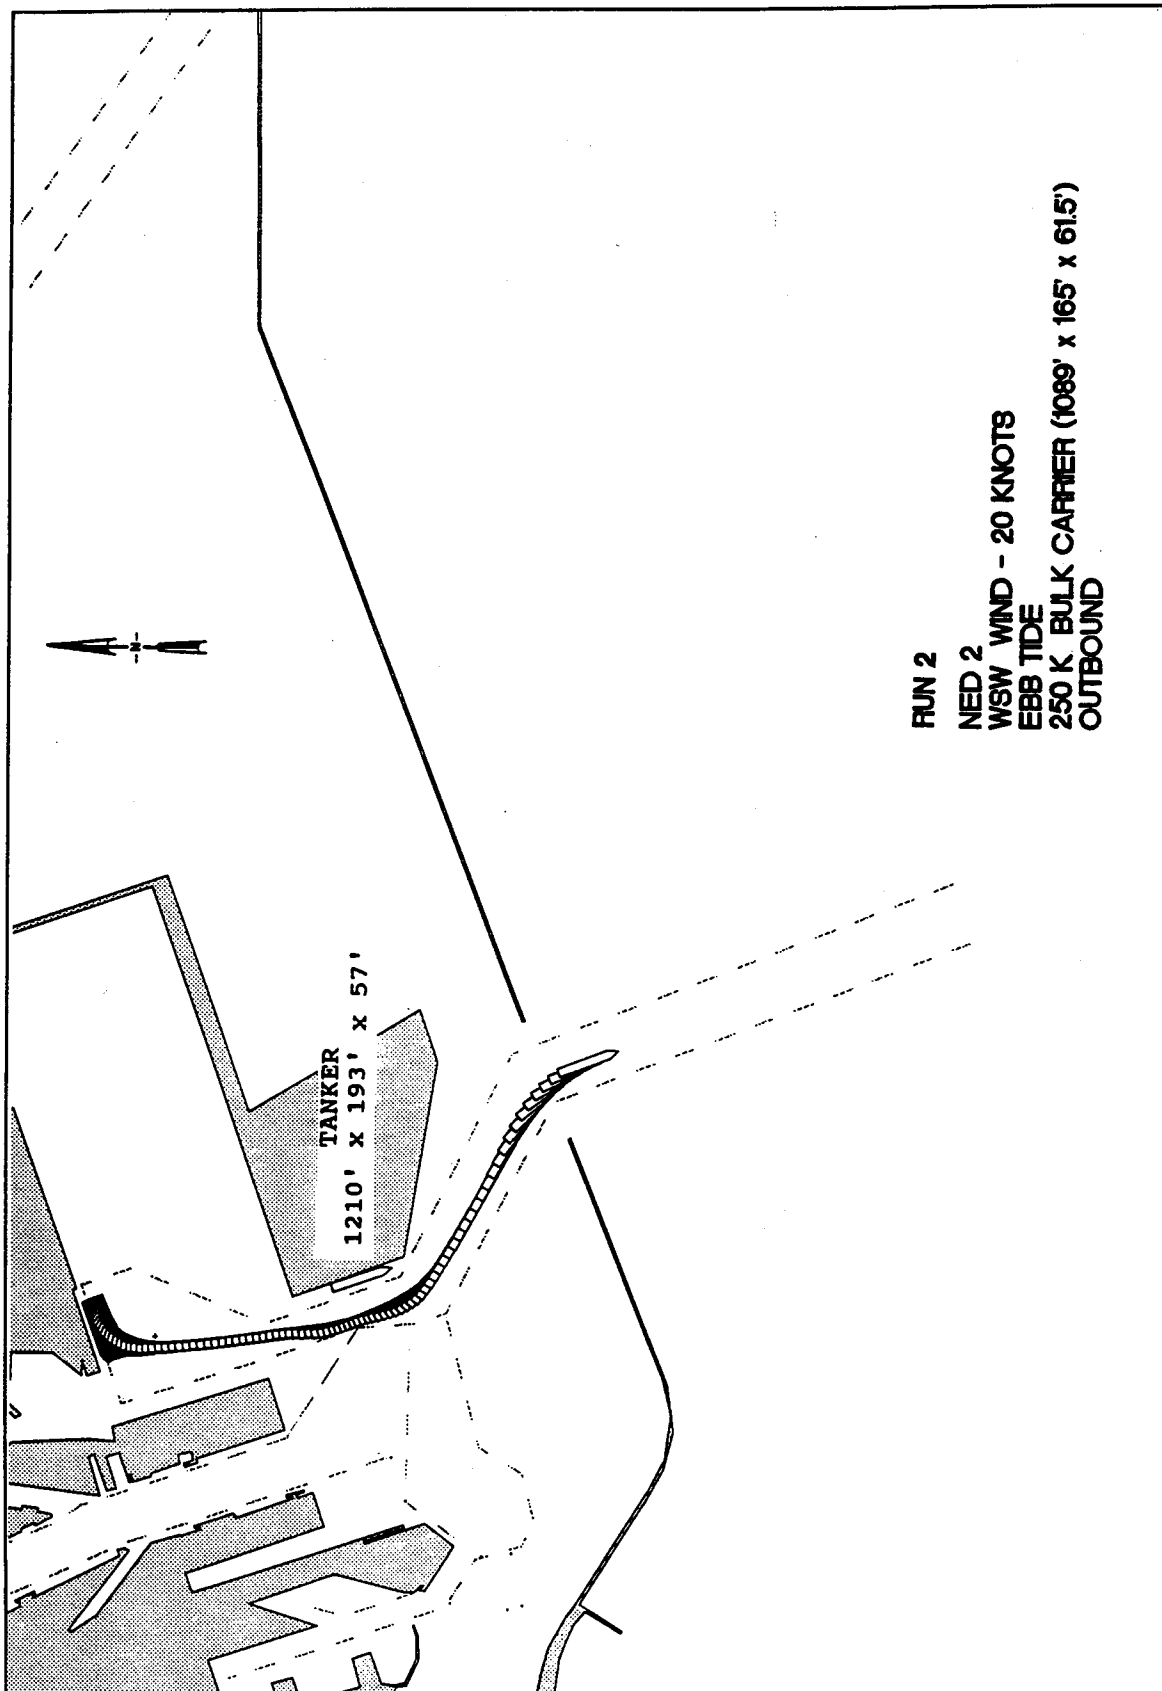 TANKER
1210' x 193' x 57'
RUN 2
NED 2
WSW WIND - 20 KNOTS
EBB TIDE
250 K BULK CARRIER (1089' x 165' x 61.5')
OUTBOUND
N